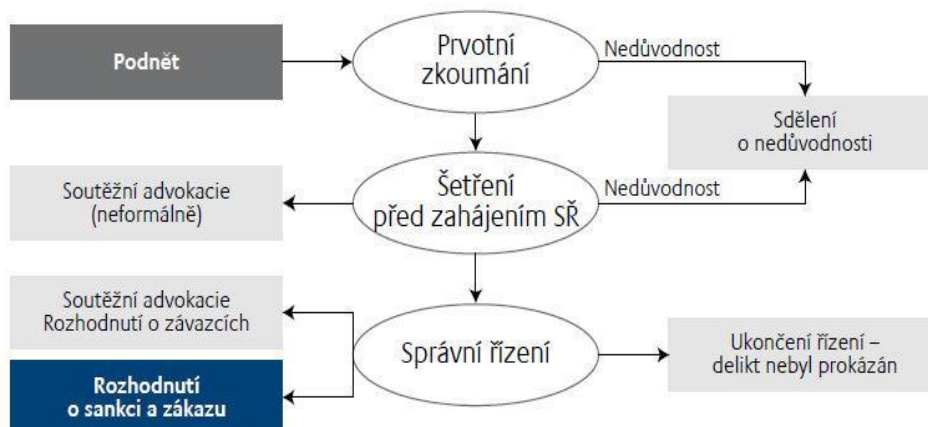 Podnět
Prvotní
zkoumání
Nedůvodnost
Sdělení
o nedůvodnosti
Soutěžní advokacie
(neformálně)
Šetření
před zahájením SŘ
Nedůvodnost
Soutěžní advokacie
Rozhodnutí o závazcích
Správní řízení
Ukončení řízení –
delikt nebyl prokázán
Rozhodnutí
o sankci a zákazu